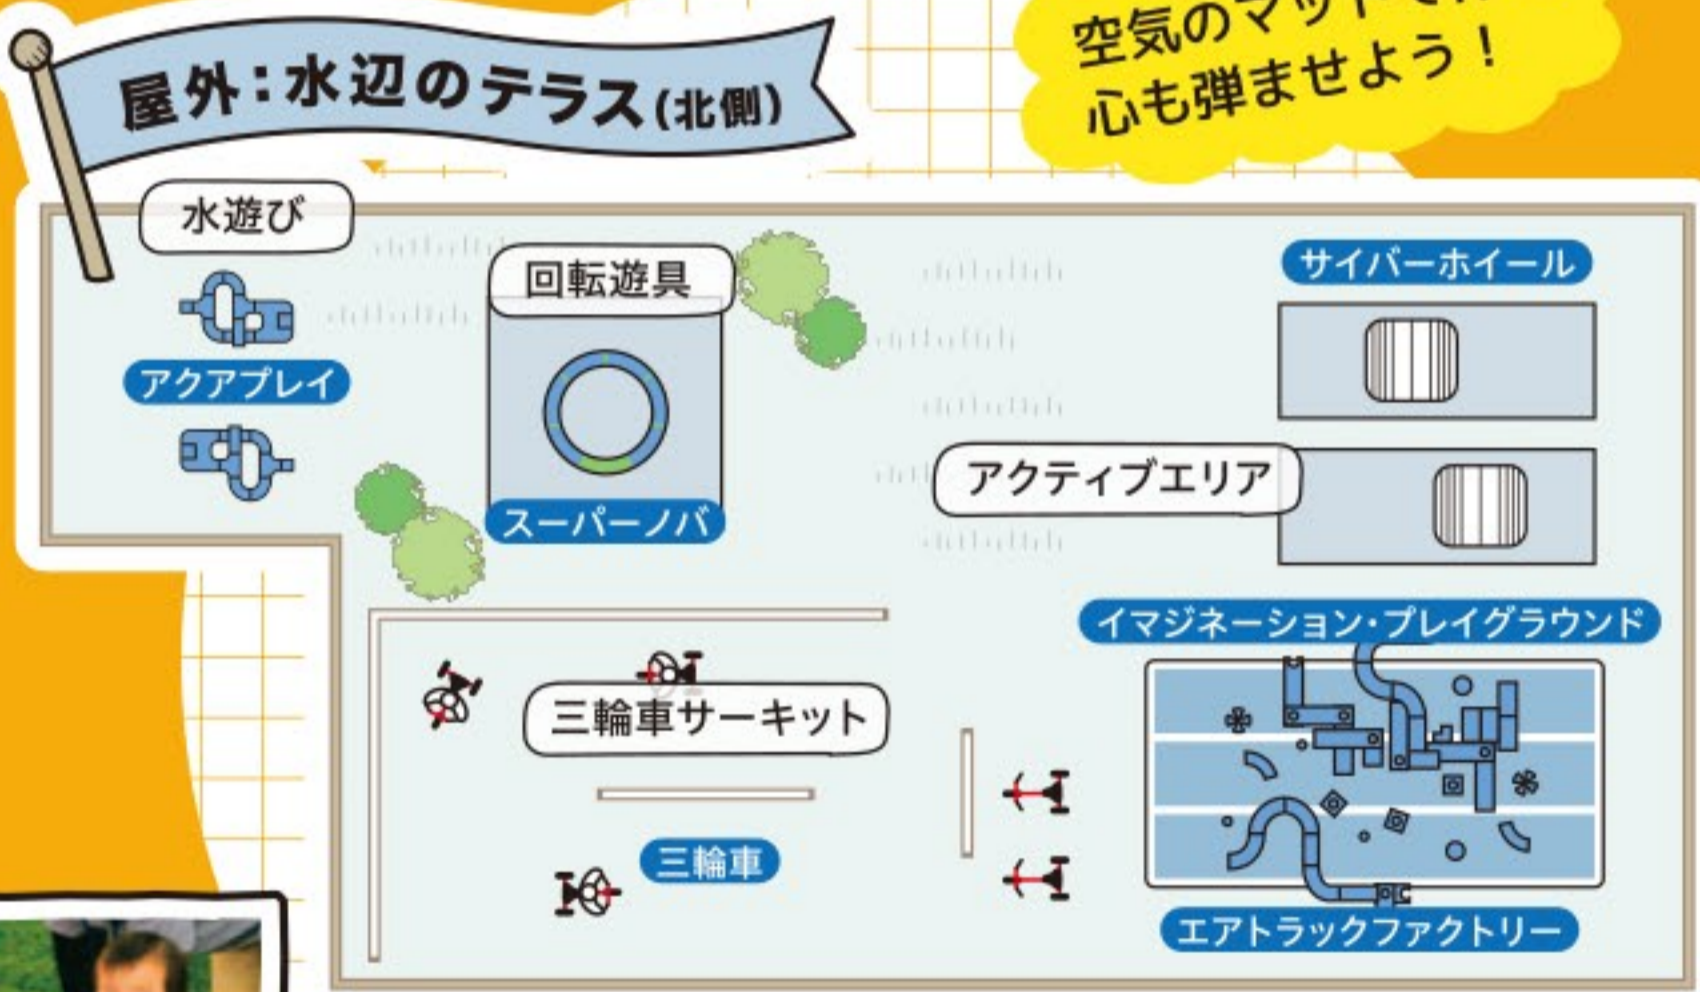 空気のマットで
心も弾ませよう！
屋外：水辺のテラス（北側）
水遊び
回転遊具
サイバーホイール
アクアプレイ
アクティブエリア
スーパーノバ
イマジネーション・プレイグラウンド
三輪車サーキット
三輪車
エアトラックファクトリー